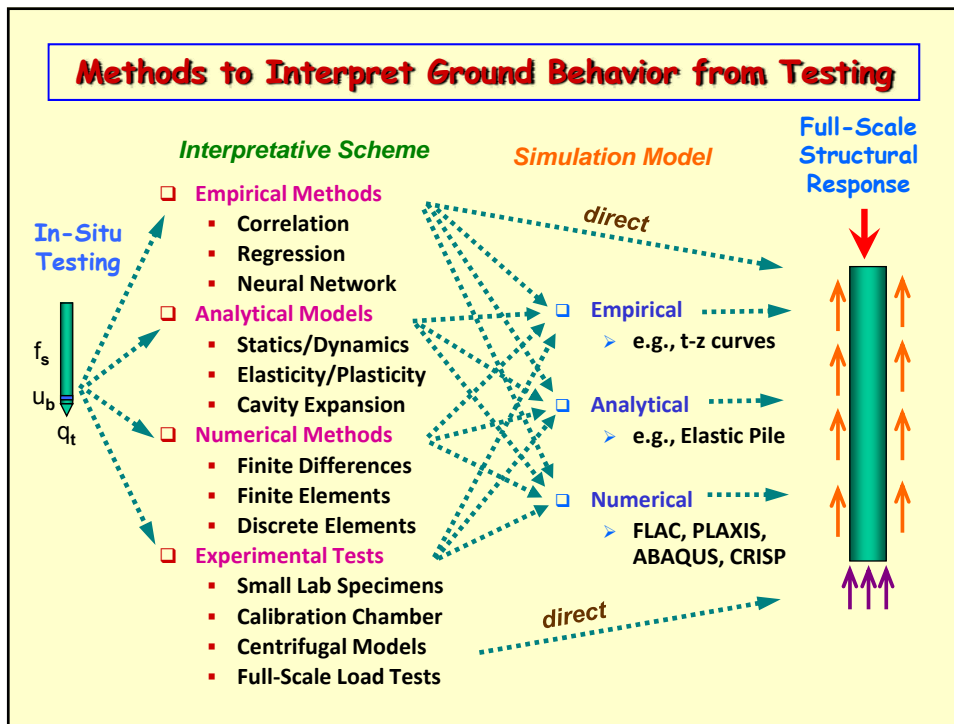 Methods to Interpret Ground Behavior from Testing
Interpretative Scheme
Simulation Model
Full-Scale
Structural
Response
In-Situ
Testing
fs
ub
qt
Empirical Methods
Correlation
Regression
Neural Network
Analytical Models
Statics/Dynamics
Elasticity/Plasticity
Cavity Expansion
Numerical Methods
Finite Differences
Finite Elements
Discrete Elements
Experimental Tests
Small Lab Specimens
Calibration Chamber
Centrifugal Models
Full-Scale Load Tests
direct
Empirical
e.g., t-z curves
Analytical
e.g., Elastic Pile
Numerical
FLAC, PLAXIS,
ABAQUS, CRISP
direct